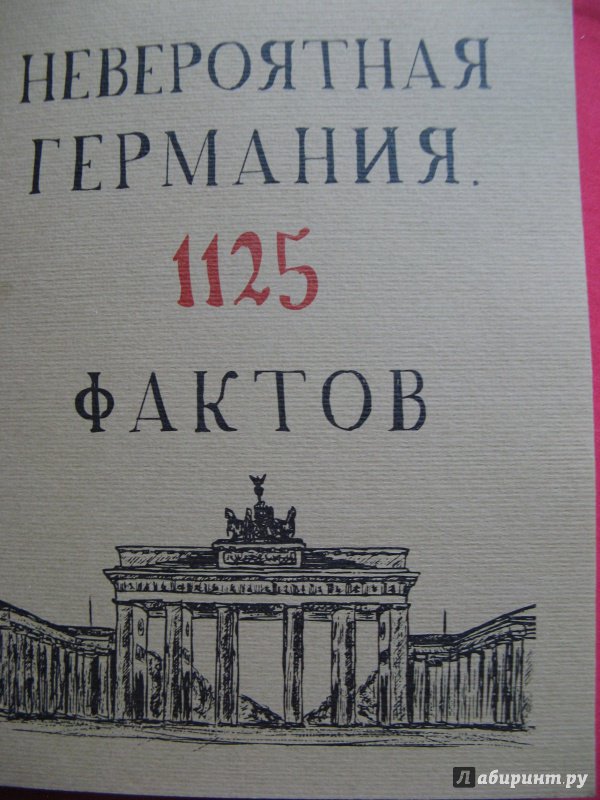 НЕВЕРОЯТНАЯ
ГЕРМАНИЯ.
1125
ФАКТОВ
Лабиринт.ру